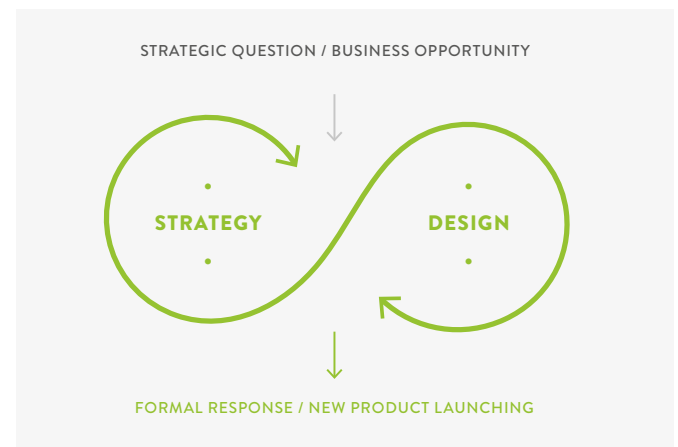 STRATEGIC QUESTION / BUSINESS OPPORTUNITY
STRATEGY
DESIGN
FORMAL RESPONSE / NEW PRODUCT LAUNCHING